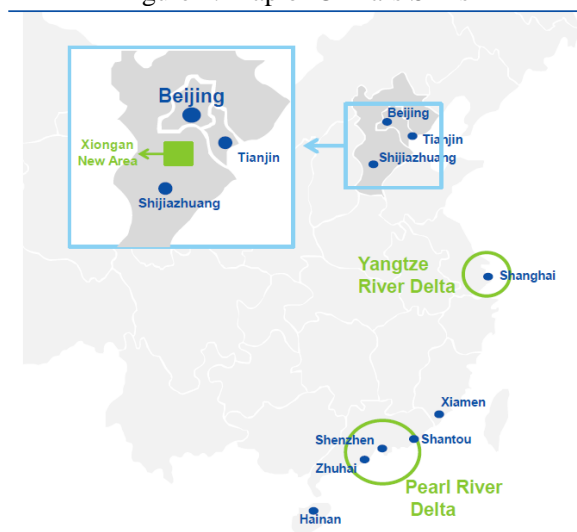 Beijing
Xiongan
New Area
Tianjin
Shijiazhuang
Beijing
Tianjin
Shijiazhuang
Yangtze
River Delta
Shanghai
Xiamen
Shenzhen
Shantou
Zhuhai
Pearl River
Delta
Hainan